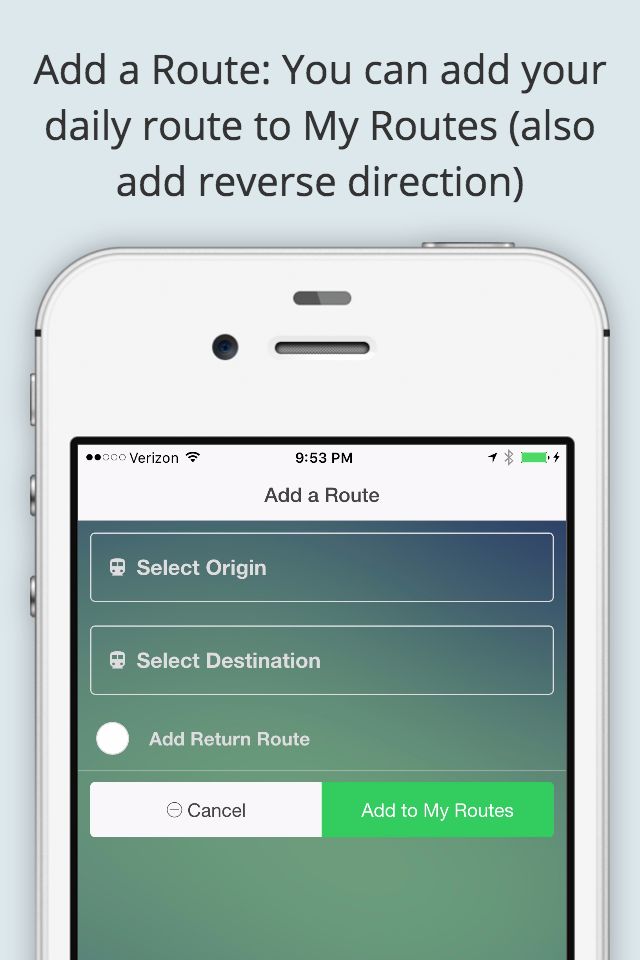 Add a Route: You can add your
daily route to My Routes (also
add reverse direction)
Verizon 9:53 PM
Add a Route
Select Origin
Select Destination
Add Return Route
Cancel Add to My Routes